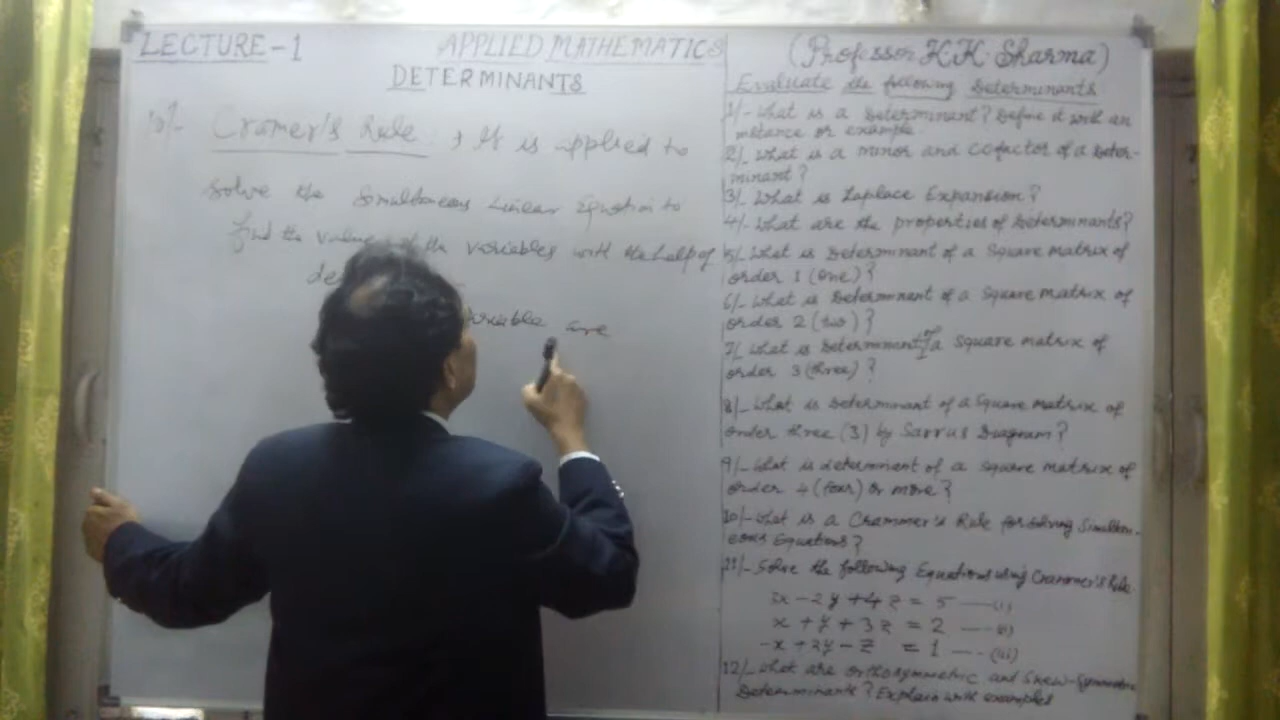 LECTURE-1
APPLIED MATHEMATICS
DETERMINANTS
(Professor H.K. Sharma)
Cramer's Rule , It is applied to
solve the Simultaneous Linear Equation to
find the of the variables with the help of
are
Evaluate the following Determinants
1/- What is a Determinant? Define it with an
instance or example.
2/- What is a minor and cofactor of a Deter-
minant?
3/- What is Laplace Expansion?
4/- What are the properties of Determinants?
5/- What is Determinant of a Square matrix of
order 1 (one)?
6/- What is Determinant of a Square matrix of
order 2 (two)?
7/- What is Determinant of a Square matrix of
order 3 (three)?
8/- What is Determinant of a Square matrix of
order three (3) by Sarrus Diagram?
9/- What is determinant of a Square matrix of
order 4 (four) or more?
10/- What is a Crammer's Rule for solving Simultan-
eous Equations?
11/- Solve the following Equations using Crammer's Rule.
3x - 2y + 4z = 5 —(i)
x + y + 3z = 2 —(ii)
-x + 2y - z = 1 —(iii)
12/- What are orthosymmetric and Skew-Symmetric
Determinants? Explain with examples